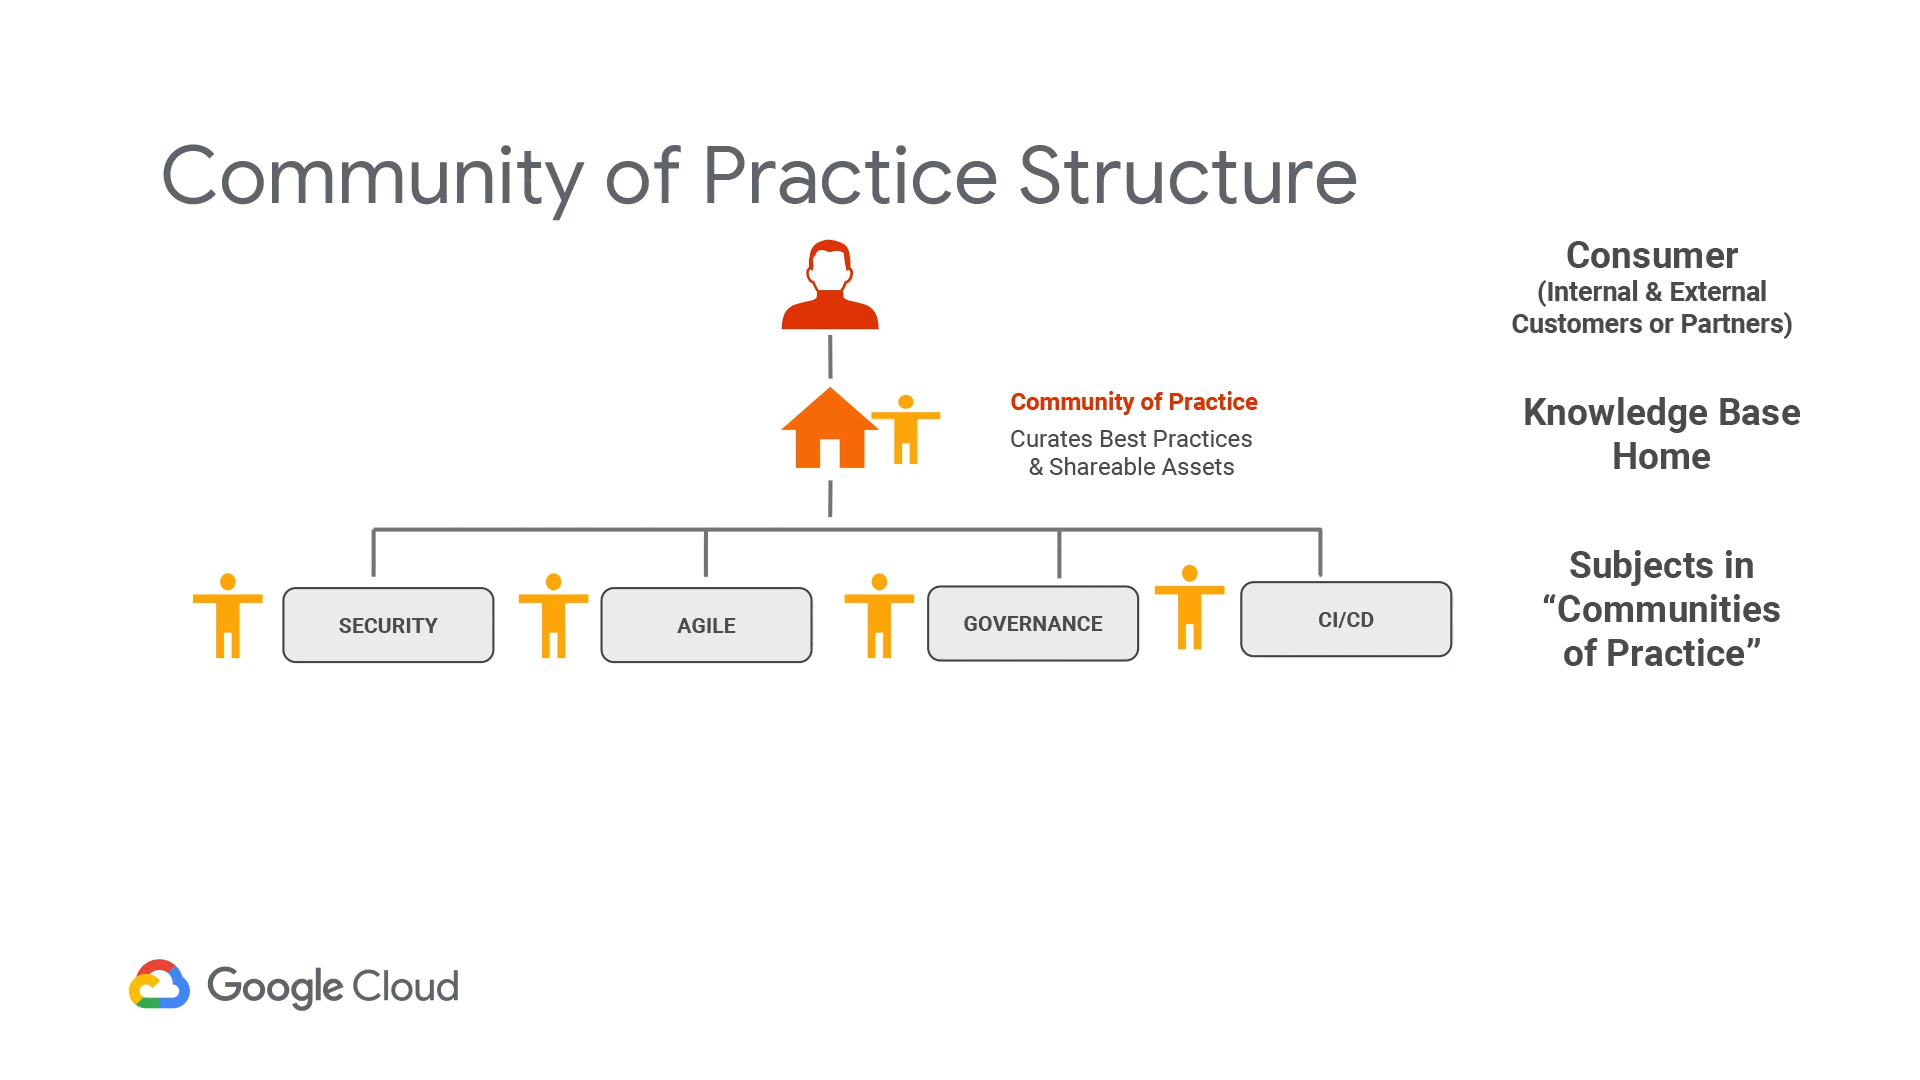 Community of Practice Structure
Consumer
(Internal & External
Customers or Partners)
Community of Practice
Curates Best Practices
& Shareable Assets
Knowledge Base
Home
SECURITY
AGILE
GOVERNANCE
CI/CD
Subjects in
“Communities
of Practice”
Google Cloud